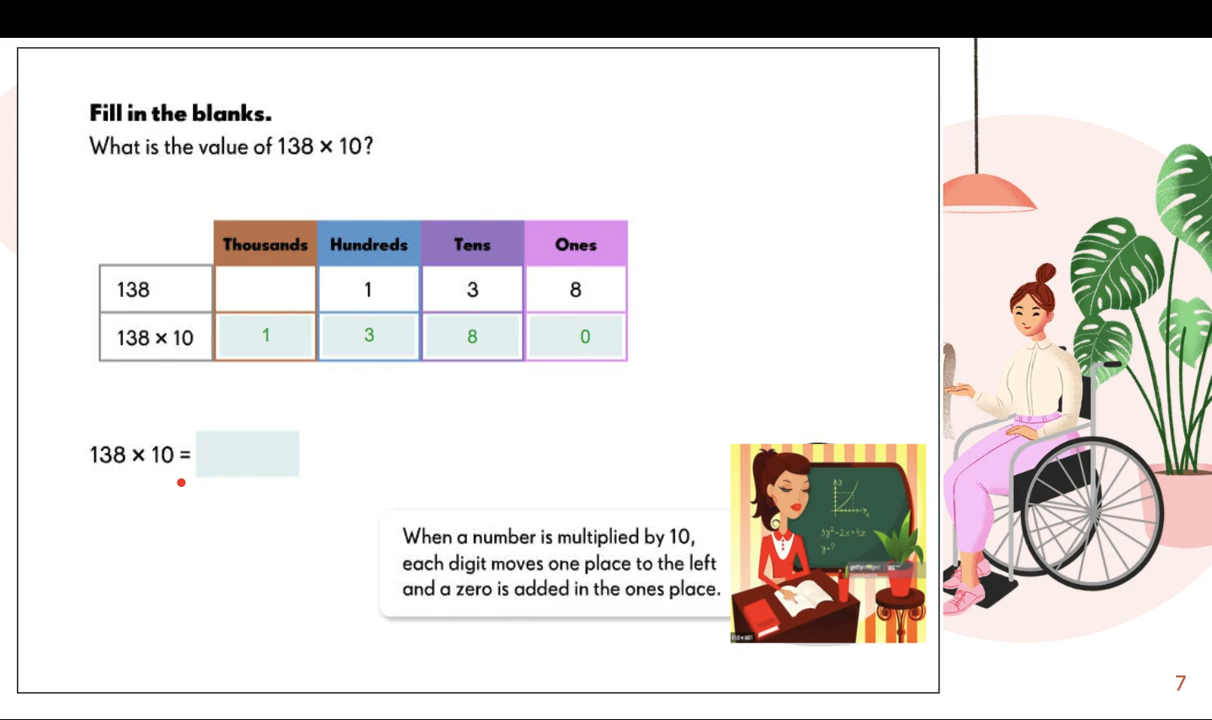 Fill in the blanks.
What is the value of 138 × 10?
Thousands Hundreds Tens Ones
138 1 3 8
138 × 10 1 3 8 0
138 × 10 =
When a number is multiplied by 10,
each digit moves one place to the left
and a zero is added in the ones place.
y=?
7